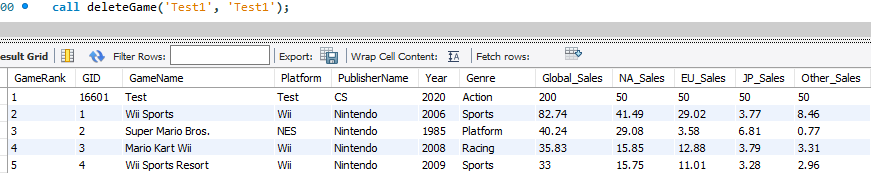 00 call deleteGame('Test1', 'Test1');
esult Grid Filter Rows: Export: Wrap Cell Content: IA Fetch rows:
GameRank GID GameName Platform PublisherName Year Genre Global_Sales NA_Sales EU_Sales JP_Sales Other_Sales
1 16601 Test Test CS 2020 Action 200 50 50 50 50
2 1 Wii Sports Wii Nintendo 2006 Sports 82.74 41.49 29.02 3.77 8.46
3 2 Super Mario Bros. NES Nintendo 1985 Platform 40.24 29.08 3.58 6.81 0.77
4 3 Mario Kart Wii Wii Nintendo 2008 Racing 35.83 15.85 12.88 3.79 3.31
5 4 Wii Sports Resort Wii Nintendo 2009 Sports 33 15.75 11.01 3.28 2.96